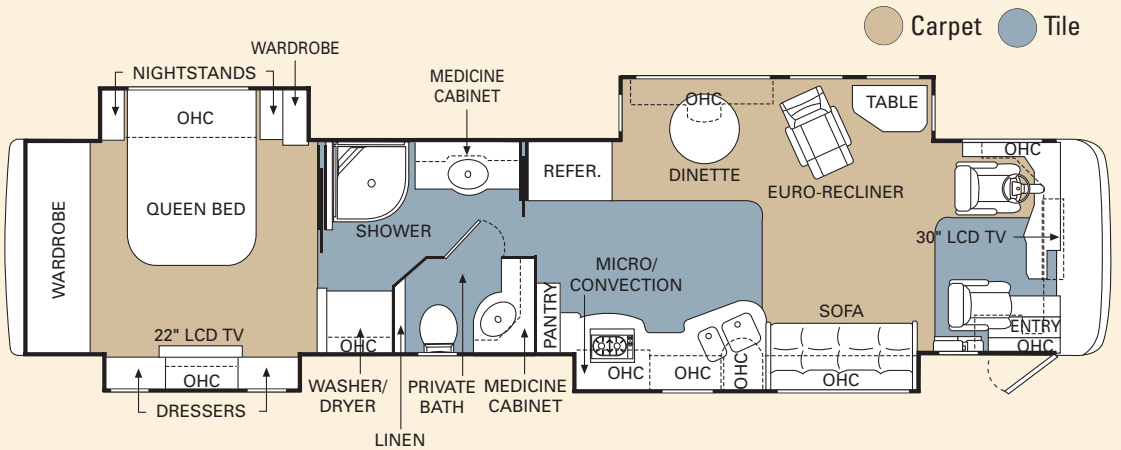 Carpet
Tile
WARDROBE
NIGHTSTANDS
MEDICINE
CABINET
OHC
OHC
TABLE
OHC
REFER.
DINETTE
EURO-RECLINER
QUEEN BED
SHOWER
WARDROBE
30" LCD TV
MICRO/
CONVECTION
PANTRY
SOFA
ENTRY
22" LCD TV
OHC
OHC
OHC
OHC
OHC
OHC
OHC
DRESSERS
WASHER/
DRYER
PRIVATE
BATH
MEDICINE
CABINET
LINEN